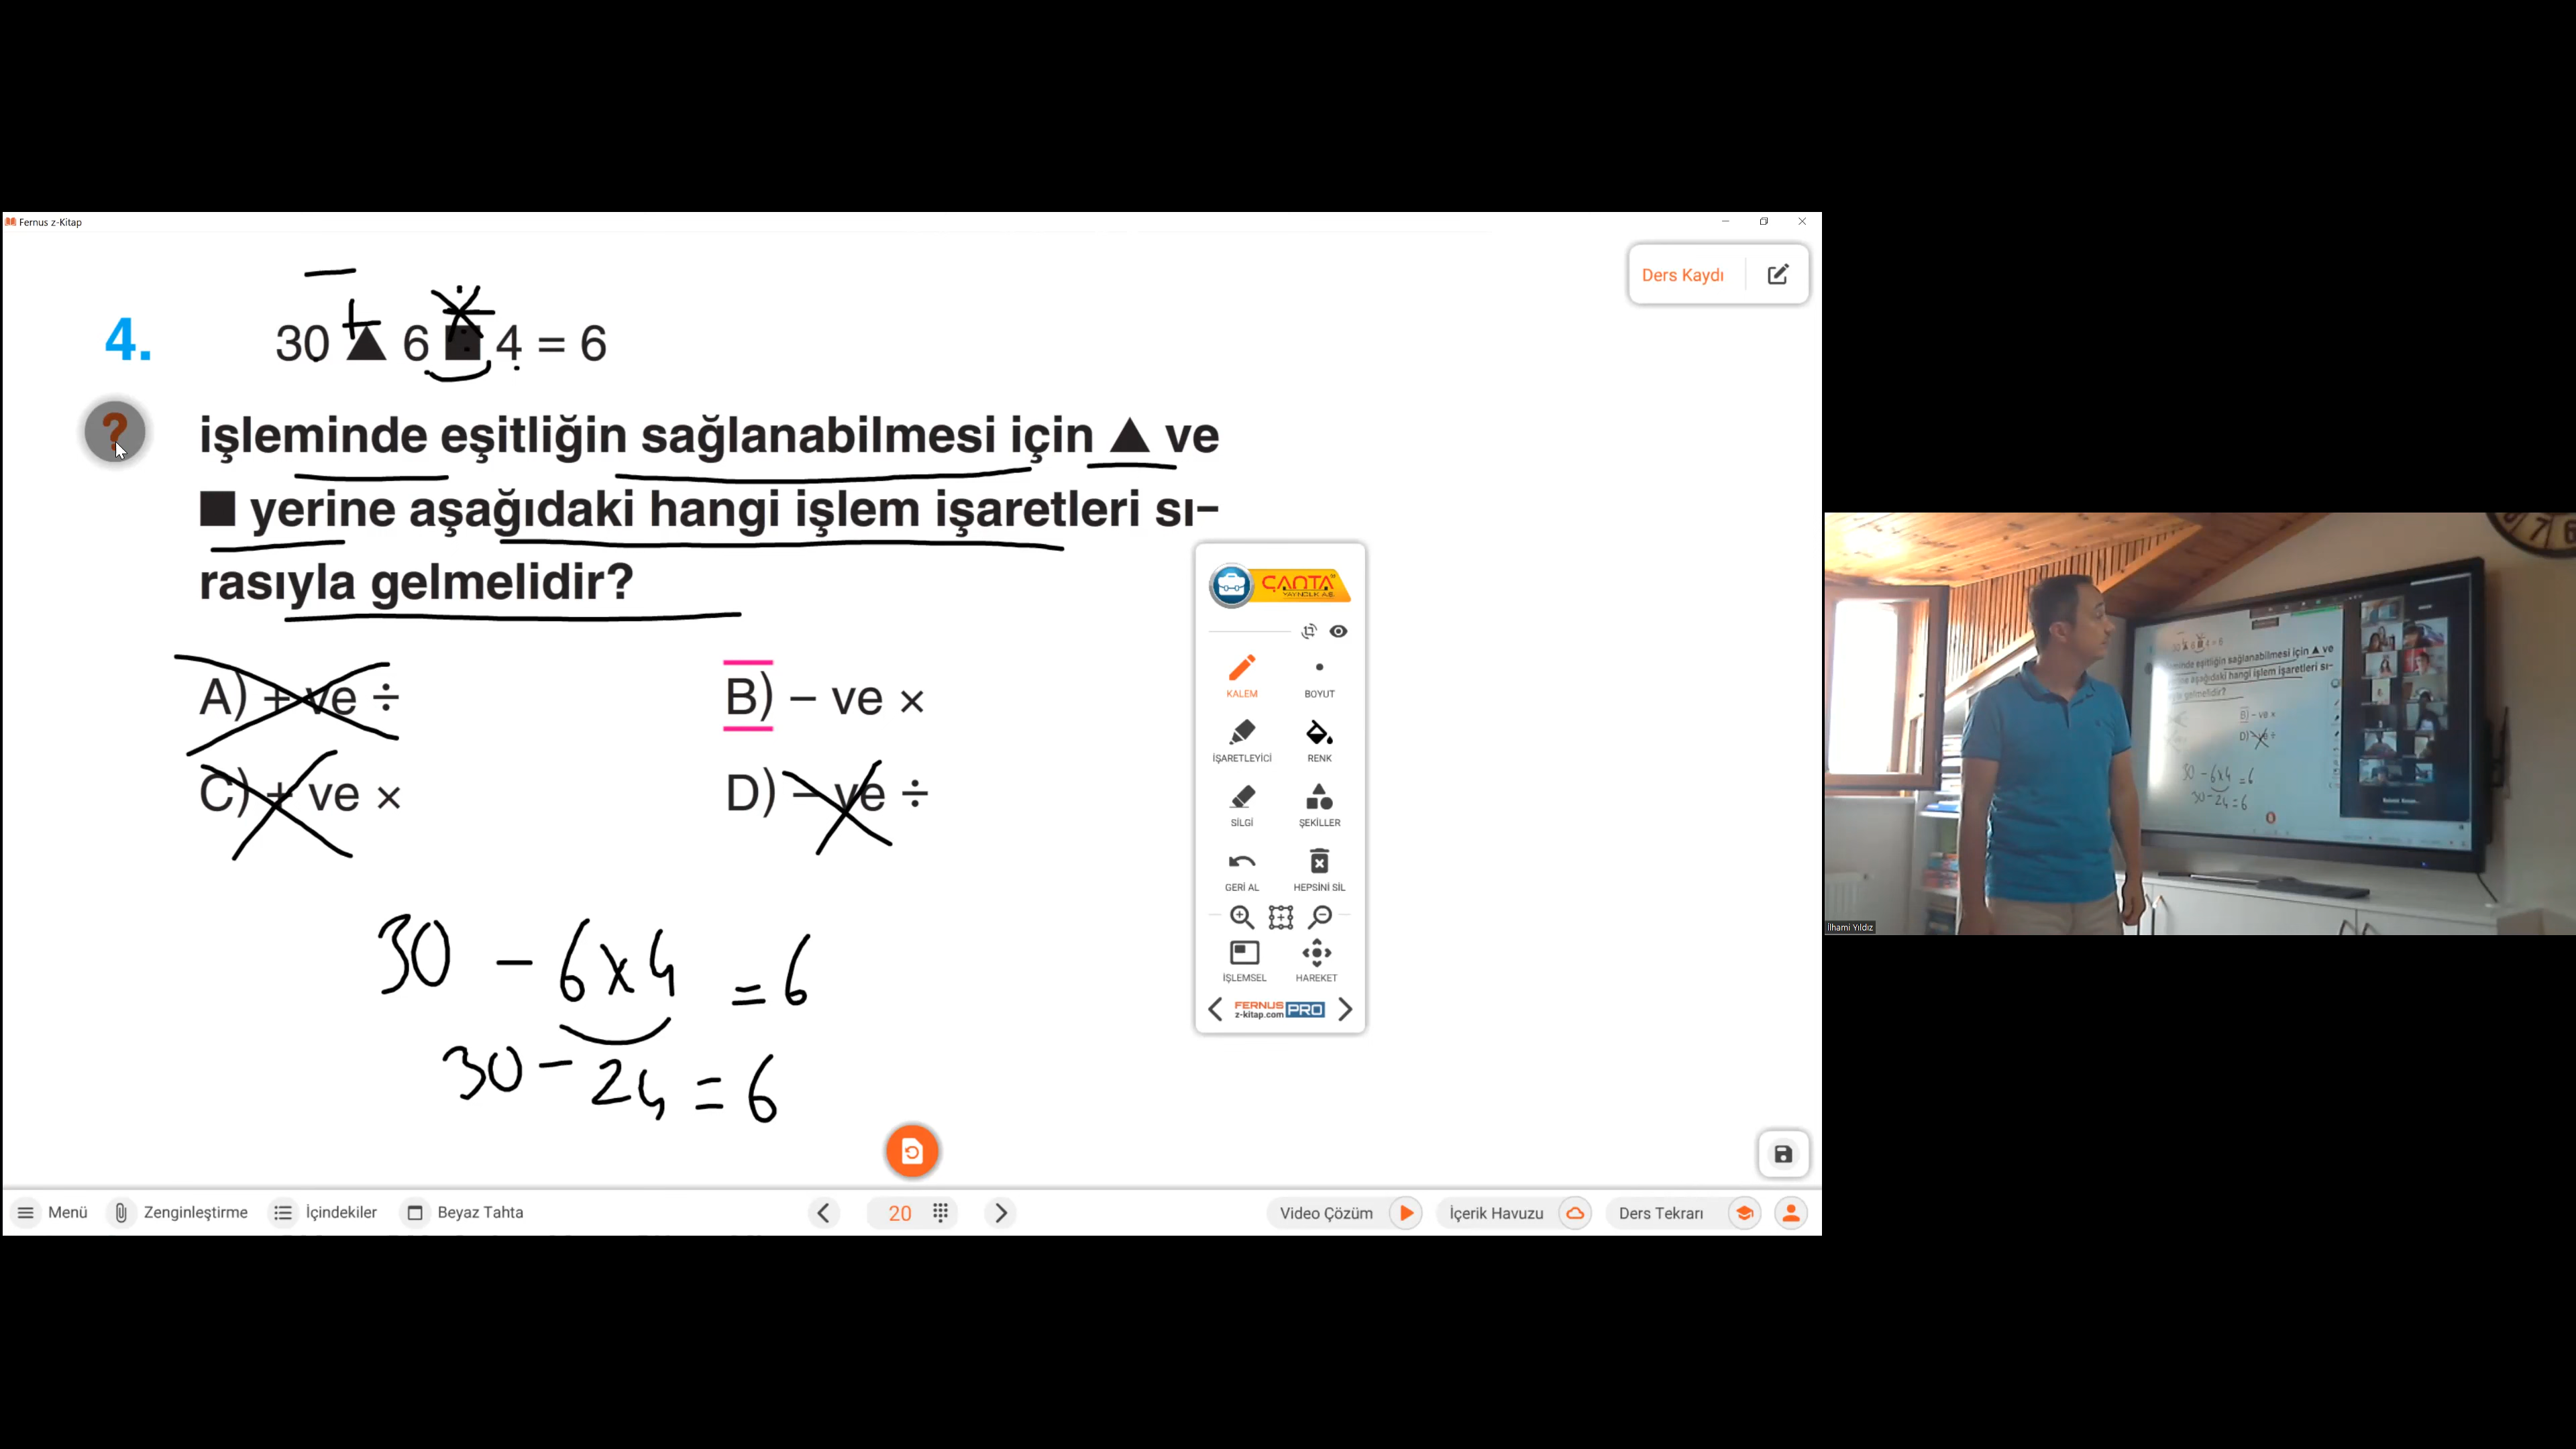 Fernus z-Kitap
Ders Kaydı
4. 30 ▲ 6 ■ 4 = 6
işleminde eşitliğin sağlanabilmesi için ▲ ve
■ yerine aşağıdaki hangi işlem işaretleri sı-
rasıyla gelmelidir?
A) + ve ÷
B) – ve ×
C) + ve ×
D) – ve ÷
30 – 6x4 = 6
30 – 24 = 6
ÇANTA
YAYINCILIK A.Ş.
KALEM
BOYUT
İŞARETLEYİCİ
RENK
SİLGİ
ŞEKİLLER
GERİ AL
HEPSİNİ SİL
İŞLEMSEL
HAREKET
FERNUS
z-kitap.com PRO
Menü
Zenginleştirme
İçindekiler
Beyaz Tahta
20
Video Çözüm
İçerik Havuzu
Ders Tekrarı
İlhami Yıldız